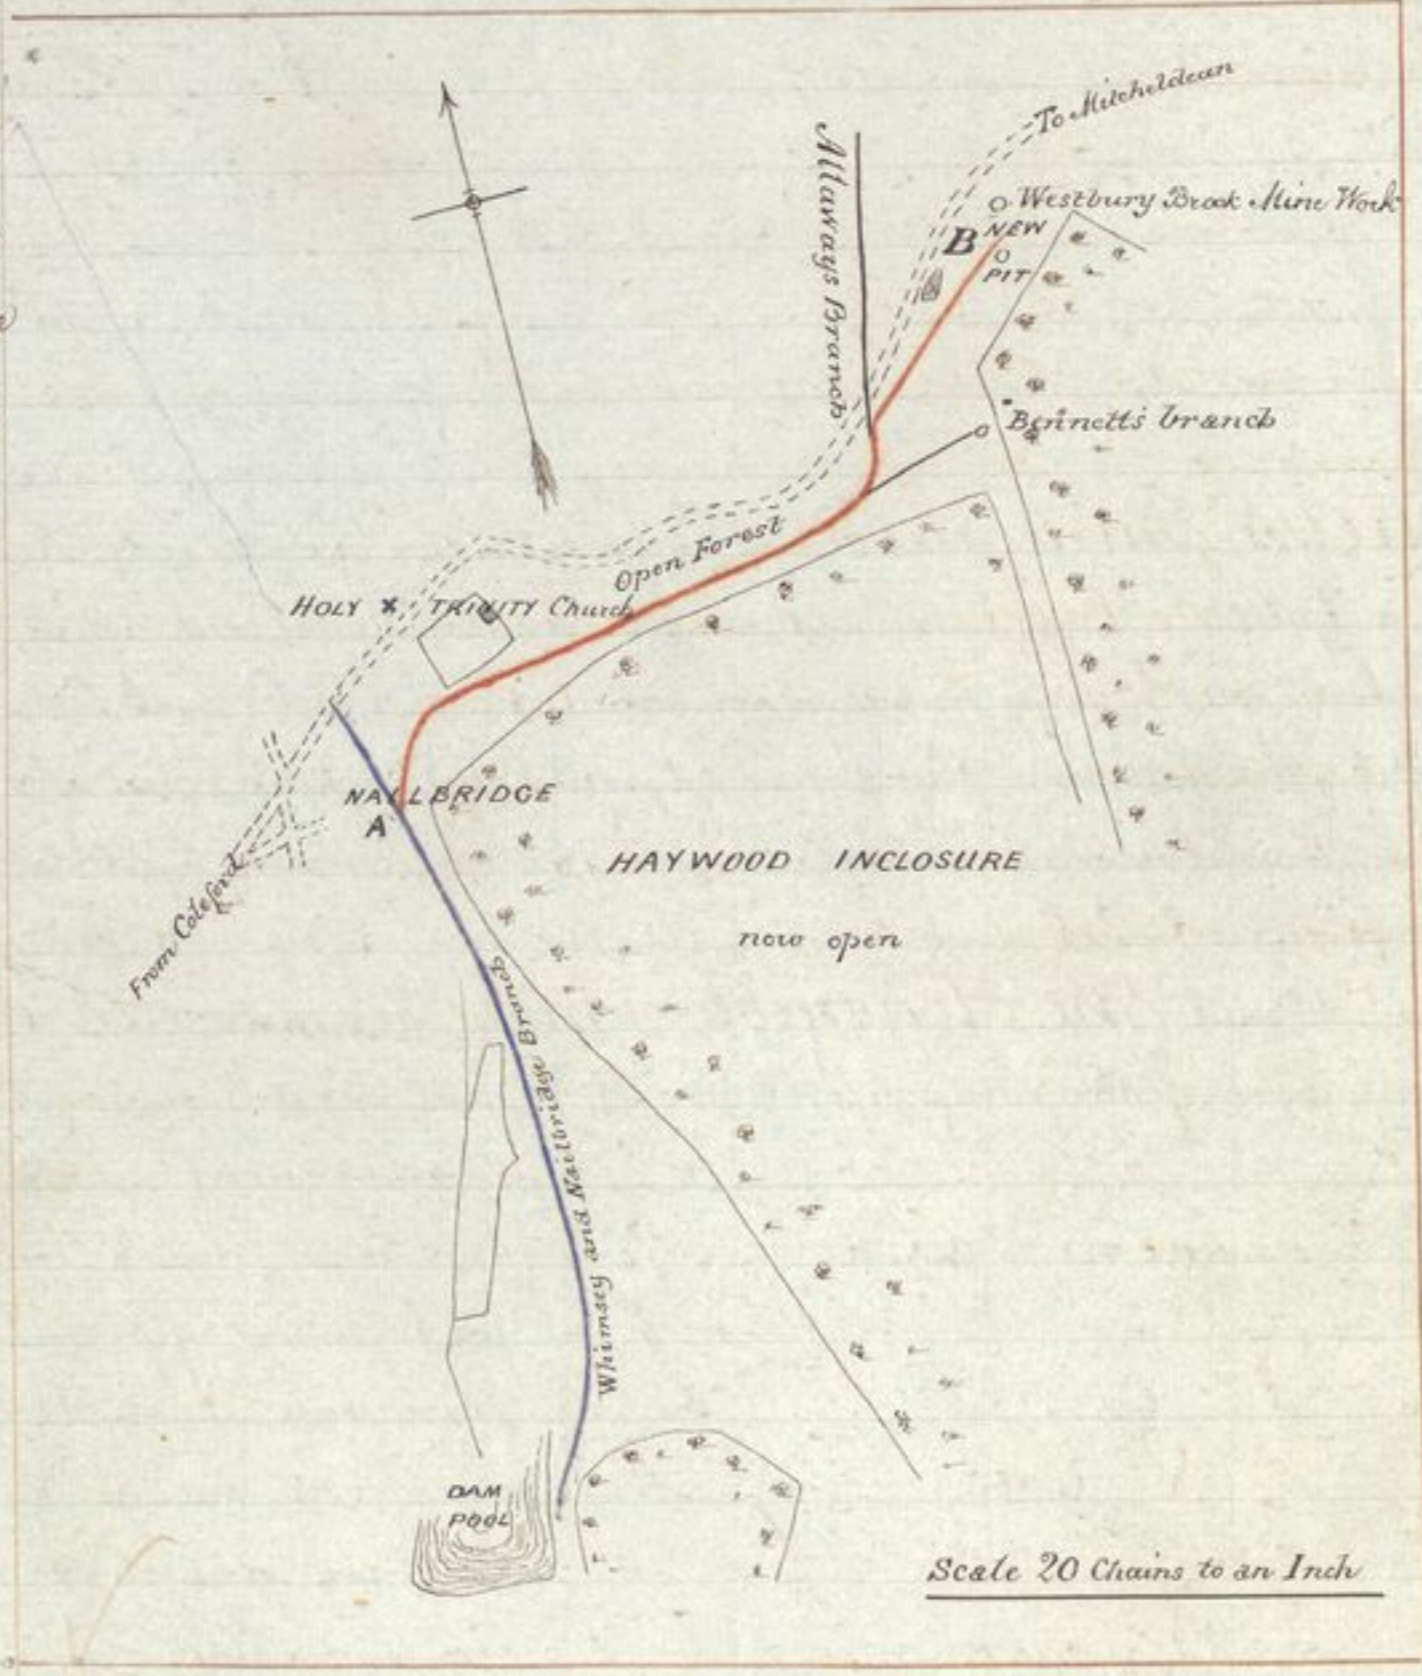 To Mitcheldean
Allaways Branch
Westbury Brook Mine Work
B NEW
PIT
Bennetts branch
Open Forest
HOLY TRINITY Church
NALLBRIDGE
A
From Coleford
HAYWOOD INCLOSURE
now open
Whimsey and Nailbridge Branch
DAM
POOL
Scale 20 Chains to an Inch